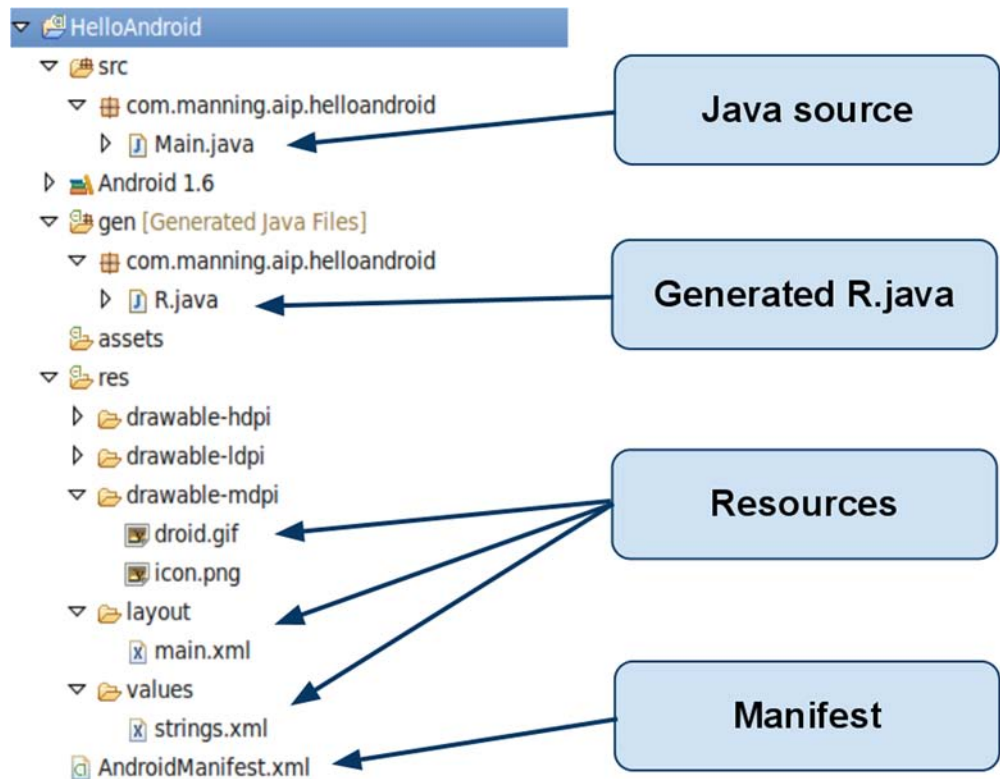 HelloAndroid
src
com.manning.aip.helloandroid
Main.java
Android 1.6
gen [Generated Java Files]
com.manning.aip.helloandroid
R.java
assets
res
drawable-hdpi
drawable-ldpi
drawable-mdpi
droid.gif
icon.png
layout
main.xml
values
strings.xml
AndroidManifest.xml
Java source
Generated R.java
Resources
Manifest